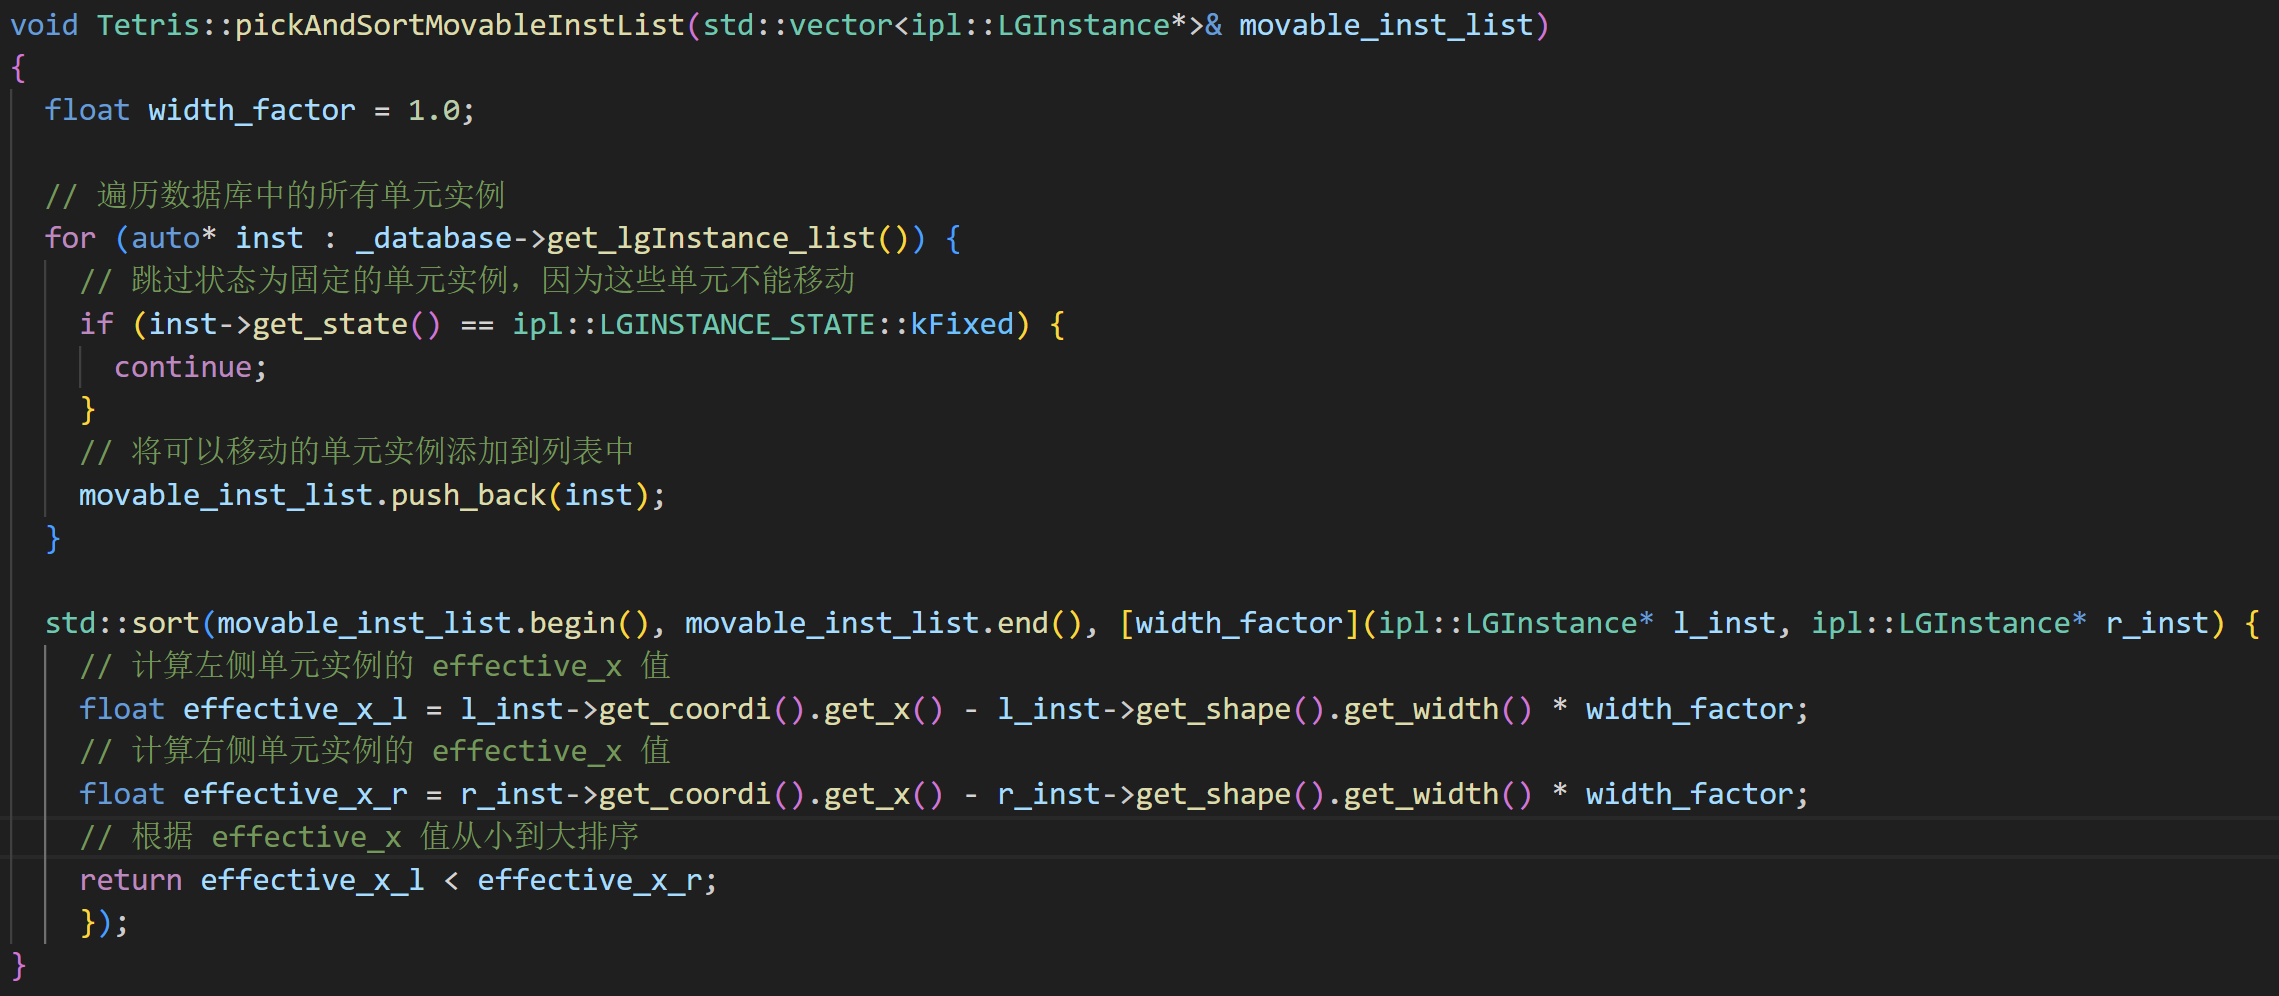 void Tetris::pickAndSortMovableInstList(std::vector<ipl::LGInstance*>& movable_inst_list)
{
  float width_factor = 1.0;

  // 遍历数据库中的所有单元实例
  for (auto* inst : _database->get_lgInstance_list()) {
    // 跳过状态为固定的单元实例，因为这些单元不能移动
    if (inst->get_state() == ipl::LGINSTANCE_STATE::kFixed) {
      continue;
    }
    // 将可以移动的单元实例添加到列表中
    movable_inst_list.push_back(inst);
  }

  std::sort(movable_inst_list.begin(), movable_inst_list.end(), [width_factor](ipl::LGInstance* l_inst, ipl::LGInstance* r_inst) {
    // 计算左侧单元实例的 effective_x 值
    float effective_x_l = l_inst->get_coordi().get_x() - l_inst->get_shape().get_width() * width_factor;
    // 计算右侧单元实例的 effective_x 值
    float effective_x_r = r_inst->get_coordi().get_x() - r_inst->get_shape().get_width() * width_factor;
    // 根据 effective_x 值从小到大排序
    return effective_x_l < effective_x_r;
    });
}